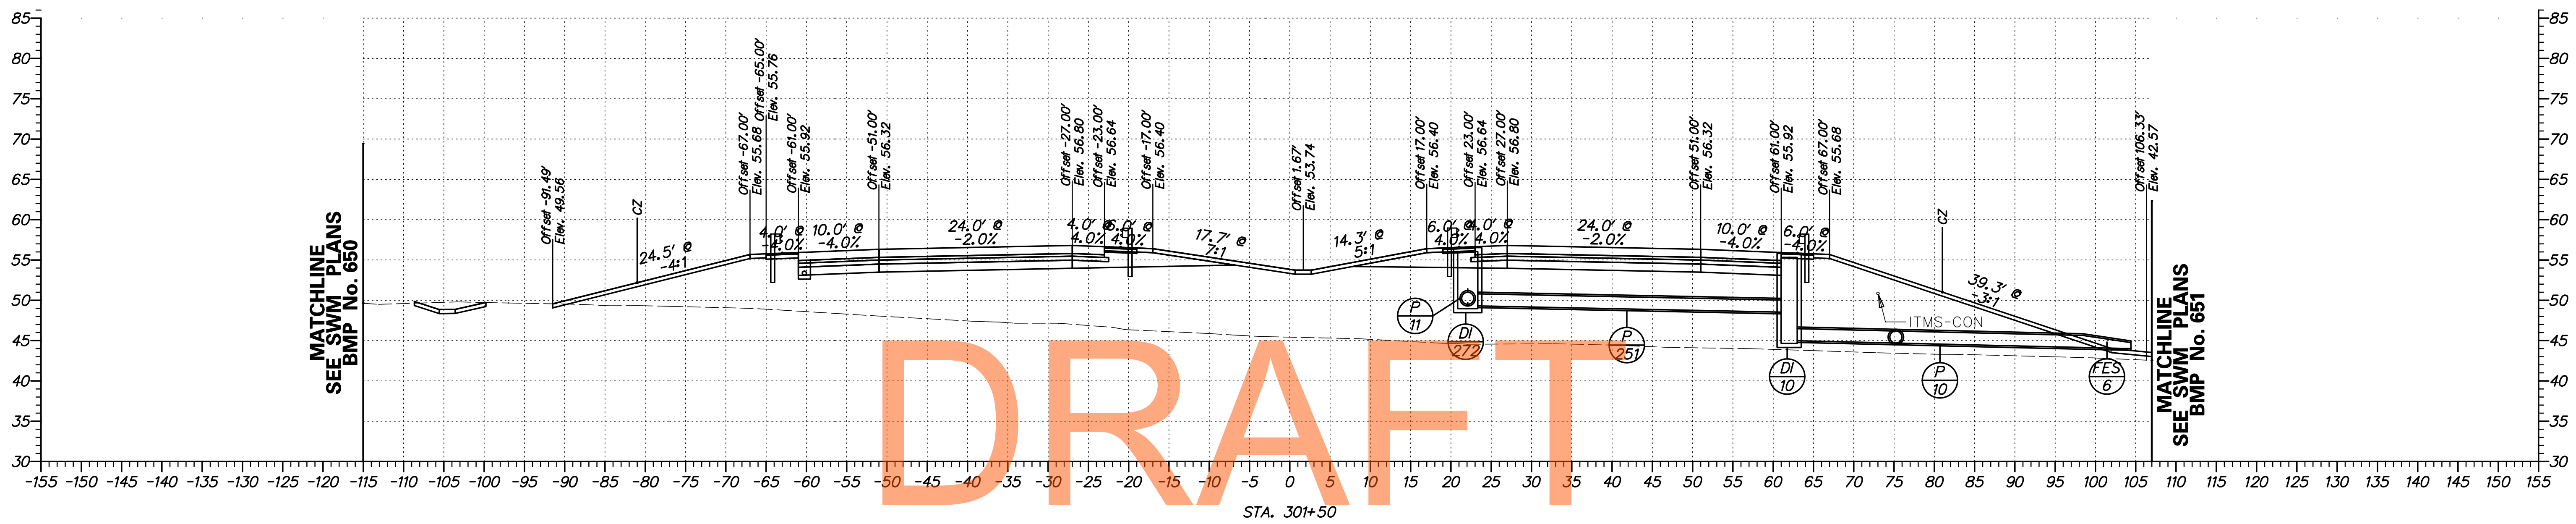 85
80
75
70
65
60
55
50
45
40
35
30
85
80
75
70
65
60
55
50
45
40
35
30
MATCHLINE
SEE SWM PLANS
BMP No. 650
Offset -91.49'
Elev. 49.56
CZ
Offset -67.00'
Elev. 55.68
Offset -65.00'
Elev. 55.76
Offset -61.00'
Elev. 55.92
Offset -51.00'
Elev. 56.32
Offset -27.00'
Elev. 56.80
Offset -23.00'
Elev. 56.64
Offset -17.00'
Elev. 56.40
Offset 1.67'
Elev. 53.74
Offset 17.00'
Elev. 56.40
Offset 23.00'
Elev. 56.64
Offset 27.00'
Elev. 56.80
Offset 51.00'
Elev. 56.32
Offset 61.00'
Elev. 55.92
Offset 67.00'
Elev. 55.68
CZ
Offset 106.33'
Elev. 42.57
24.5' @
-4:1
4.0' @
-4.0%
10.0' @
-4.0%
24.0' @
-2.0%
4.0' @
4.0%
6.0' @
4.0%
17.7' @
7:1
14.3' @
5:1
6.0' @
4.0%
4.0' @
4.0%
24.0' @
-2.0%
10.0' @
-4.0%
6.0' @
-4.0%
39.3' @
-3:1
ITMS-CON
P
11
DI
272
P
251
DI
10
P
10
FES
6
MATCHLINE
SEE SWM PLANS
BMP No. 651
DRAFT
-155 -150 -145 -140 -135 -130 -125 -120 -115 -110 -105 -100 -95 -90 -85 -80 -75 -70 -65 -60 -55 -50 -45 -40 -35 -30 -25 -20 -15 -10 -5 0 5 10 15 20 25 30 35 40 45 50 55 60 65 70 75 80 85 90 95 100 105 110 115 120 125 130 135 140 145 150 155
STA. 301+50